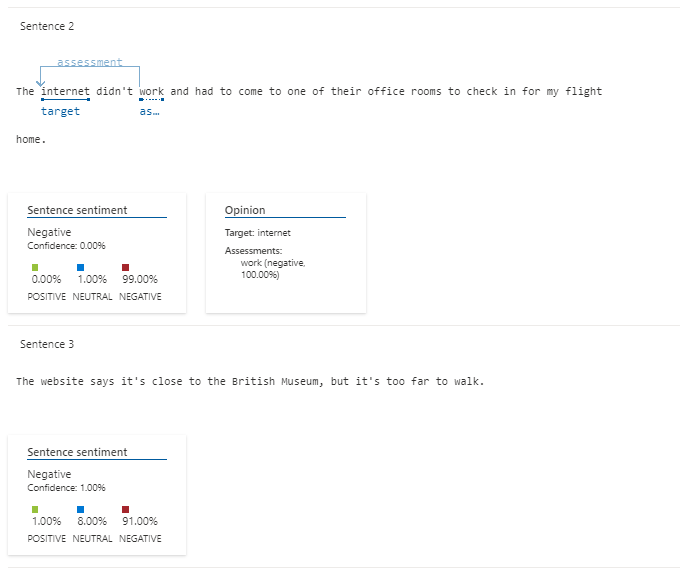 Sentence 2
assessment
The internet didn't work and had to come to one of their office rooms to check in for my flight
target as…
home.
Sentence sentiment
Negative
Confidence: 0.00%
0.00% 1.00% 99.00%
POSITIVE NEUTRAL NEGATIVE
Opinion
Target: internet
Assessments:
work (negative,
100.00%)
Sentence 3
The website says it's close to the British Museum, but it's too far to walk.
Sentence sentiment
Negative
Confidence: 1.00%
1.00% 8.00% 91.00%
POSITIVE NEUTRAL NEGATIVE